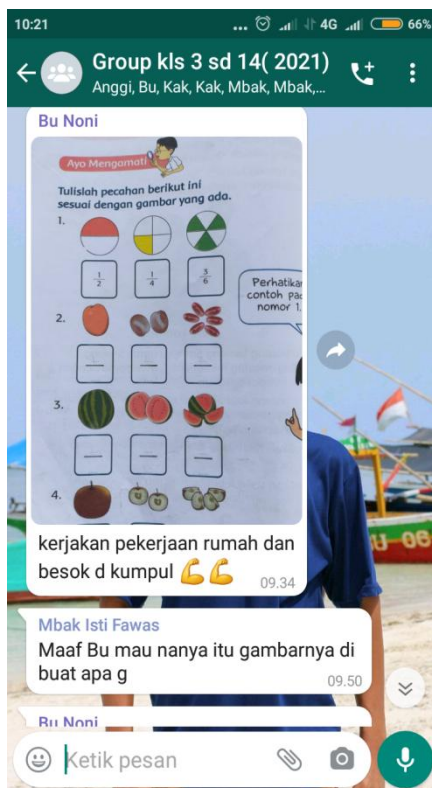 10:21 ... 4G 66%
Group kls 3 sd 14( 2021)
Anggi, Bu, Kak, Kak, Mbak, Mbak,...
Bu Noni
Ayo Mengamati
Tulislah pecahan berikut ini
sesuai dengan gambar yang ada.
1.
1/2 1/4 3/6
Perhatika
contoh pad
nomor 1.
2.
3.
4.
kerjakan pekerjaan rumah dan
besok d kumpul 💪💪
09.34
Mbak Isti Fawas
Maaf Bu mau nanya itu gambarnya di
buat apa g
09.50
Bu Noni
Ketik pesan